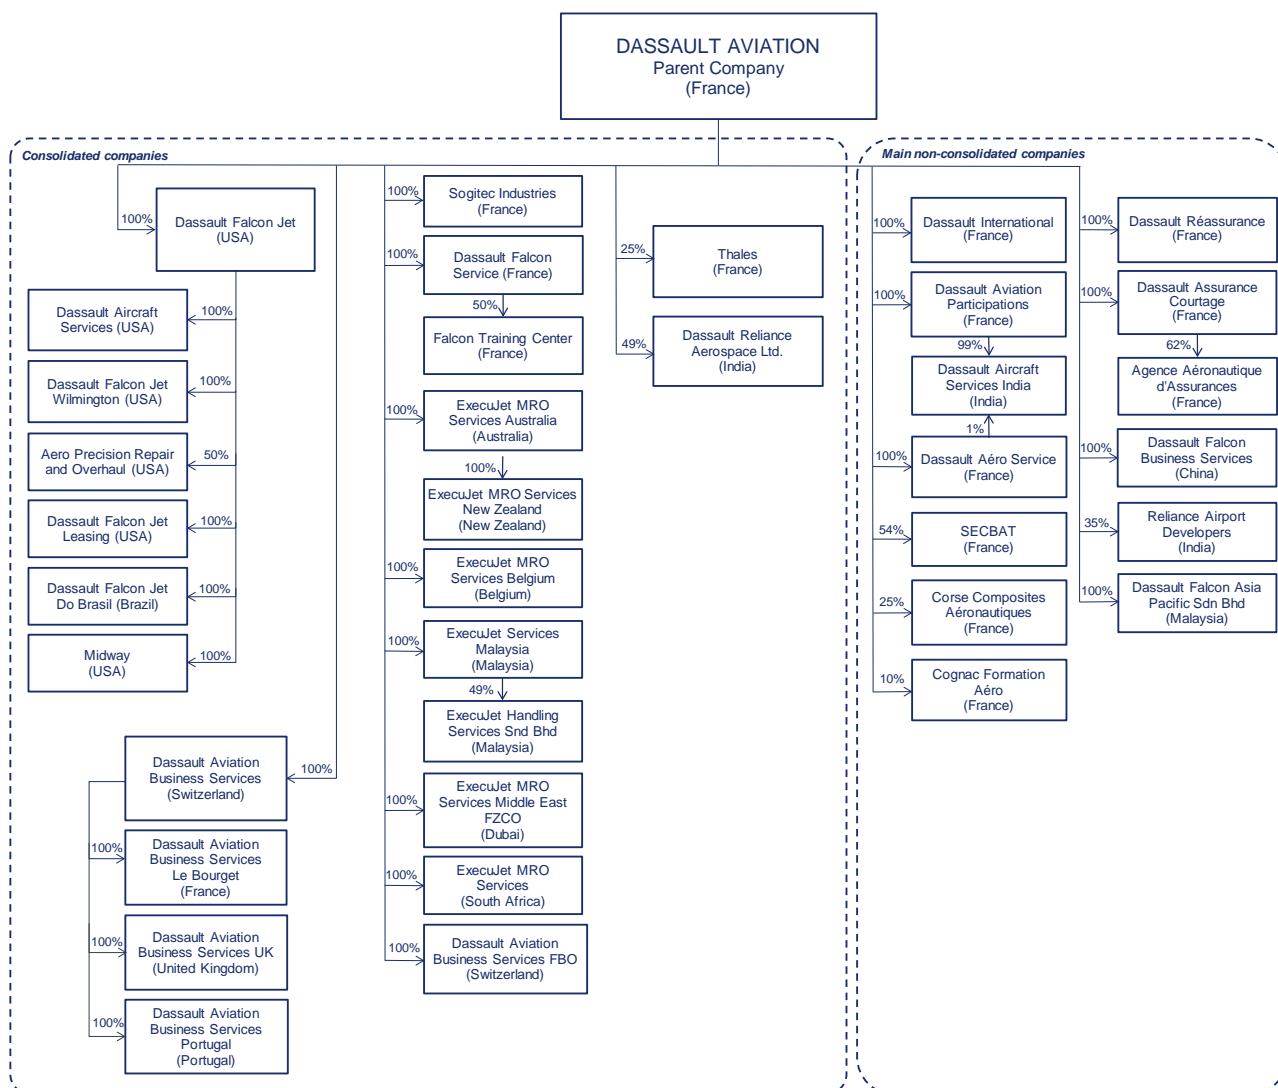 DASSAULT AVIATION
Parent Company
(France)
Consolidated companies
100%
Dassault Falcon Jet
(USA)
Dassault Aircraft
Services (USA)
100%
Dassault Falcon Jet
Wilmington (USA)
100%
Aero Precision Repair
and Overhaul (USA)
50%
Dassault Falcon Jet
Leasing (USA)
100%
Dassault Falcon Jet
Do Brasil (Brazil)
100%
Midway
(USA)
100%
Dassault Aviation
Business Services
(Switzerland)
100%
100%
Dassault Aviation
Business Services
Le Bourget
(France)
100%
Dassault Aviation
Business Services UK
(United Kingdom)
100%
Dassault Aviation
Business Services
Portugal
(Portugal)
100%
Sogitec Industries
(France)
100%
Dassault Falcon
Service (France)
50%
Falcon Training Center
(France)
100%
ExecuJet MRO
Services Australia
(Australia)
100%
ExecuJet MRO Services
New Zealand
(New Zealand)
100%
ExecuJet MRO
Services Belgium
(Belgium)
100%
ExecuJet Services
Malaysia
(Malaysia)
49%
ExecuJet Handling
Services Snd Bhd
(Malaysia)
100%
ExecuJet MRO
Services Middle East
FZCO
(Dubai)
100%
ExecuJet MRO
Services
(South Africa)
100%
Dassault Aviation
Business Services FBO
(Switzerland)
25%
Thales
(France)
49%
Dassault Reliance
Aerospace Ltd.
(India)
Main non-consolidated companies
100%
Dassault International
(France)
100%
Dassault Aviation
Participations
(France)
99%
Dassault Aircraft
Services India
(India)
1%
100%
Dassault Aéro Service
(France)
54%
SECBAT
(France)
25%
Corse Composites
Aéronautiques
(France)
10%
Cognac Formation
Aéro
(France)
100%
Dassault Réassurance
(France)
100%
Dassault Assurance
Courtage
(France)
62%
Agence Aéronautique
d'Assurances
(France)
100%
Dassault Falcon
Business Services
(China)
35%
Reliance Airport
Developers
(India)
100%
Dassault Falcon Asia
Pacific Sdn Bhd
(Malaysia)